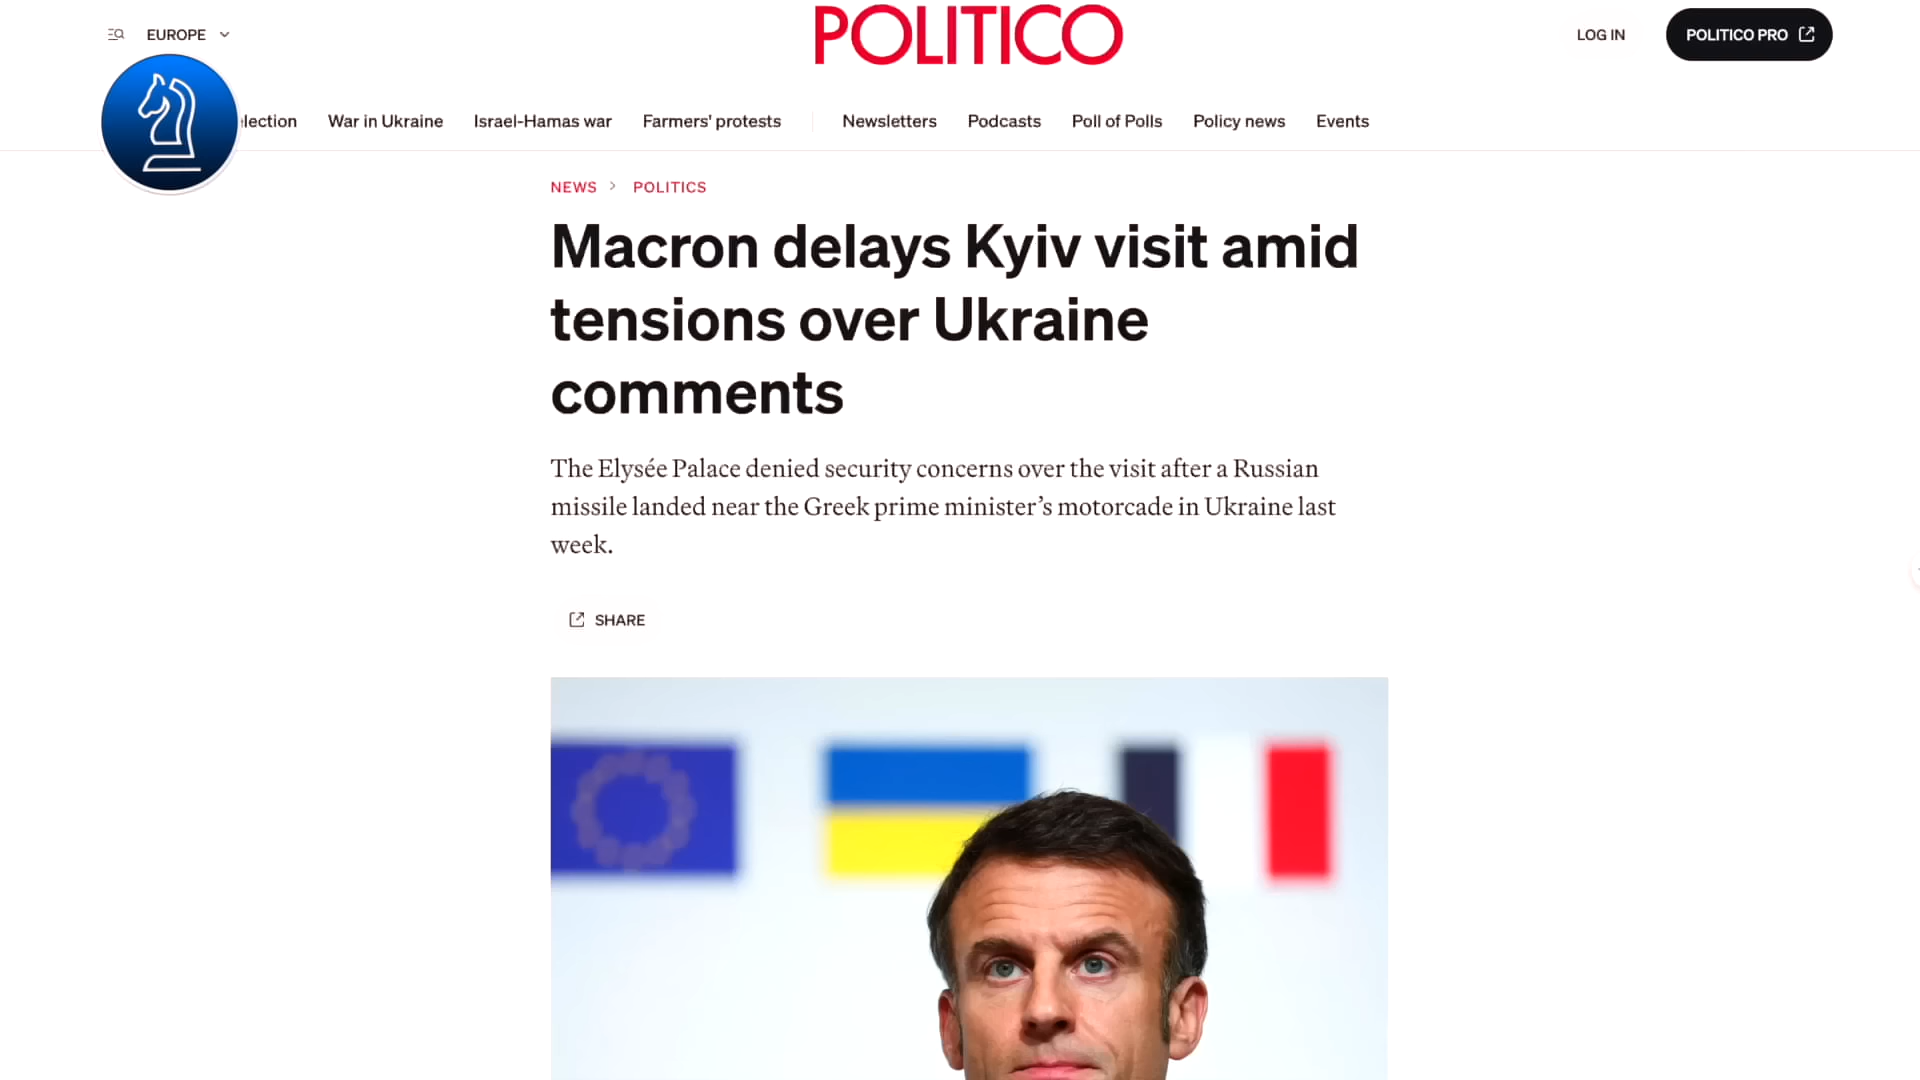 EUROPE
POLITICO
LOG IN
POLITICO PRO
lection
War in Ukraine
Israel-Hamas war
Farmers' protests
Newsletters
Podcasts
Poll of Polls
Policy news
Events
NEWS
POLITICS
Macron delays Kyiv visit amid
tensions over Ukraine
comments
The Elysée Palace denied security concerns over the visit after a Russian
missile landed near the Greek prime minister’s motorcade in Ukraine last
week.
SHARE